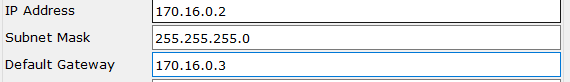 IP Address 170.16.0.2
Subnet Mask 255.255.255.0
Default Gateway 170.16.0.3